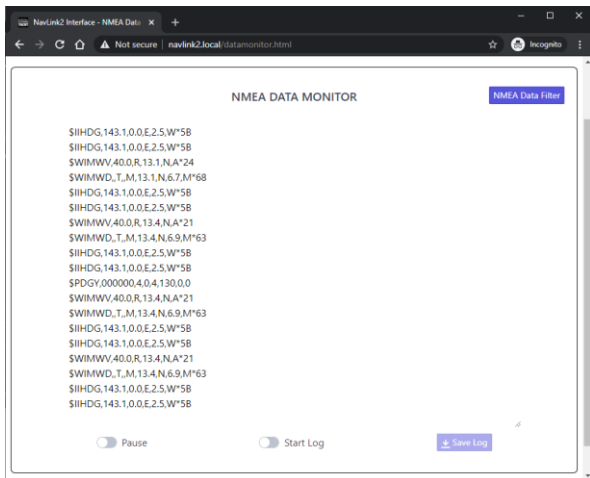 NavLink2 Interface - NMEA Data
Not secure | navlink2.local/datamonitor.html
Incognito
NMEA DATA MONITOR
NMEA Data Filter
$IIHDG,143.1,0.0,E,2.5,W*5B
$IIHDG,143.1,0.0,E,2.5,W*5B
$WIMWV,40.0,R,13.1,N,A*24
$WIMWD,,T,,M,13.1,N,6.7,M*68
$IIHDG,143.1,0.0,E,2.5,W*5B
$IIHDG,143.1,0.0,E,2.5,W*5B
$WIMWV,40.0,R,13.4,N,A*21
$WIMWD,,T,,M,13.4,N,6.9,M*63
$IIHDG,143.1,0.0,E,2.5,W*5B
$IIHDG,143.1,0.0,E,2.5,W*5B
$PDGY,000000,4,0,4,130,0,0
$WIMWV,40.0,R,13.4,N,A*21
$WIMWD,,T,,M,13.4,N,6.9,M*63
$IIHDG,143.1,0.0,E,2.5,W*5B
$IIHDG,143.1,0.0,E,2.5,W*5B
$WIMWV,40.0,R,13.4,N,A*21
$WIMWD,,T,,M,13.4,N,6.9,M*63
$IIHDG,143.1,0.0,E,2.5,W*5B
$IIHDG,143.1,0.0,E,2.5,W*5B
Pause
Start Log
Save Log